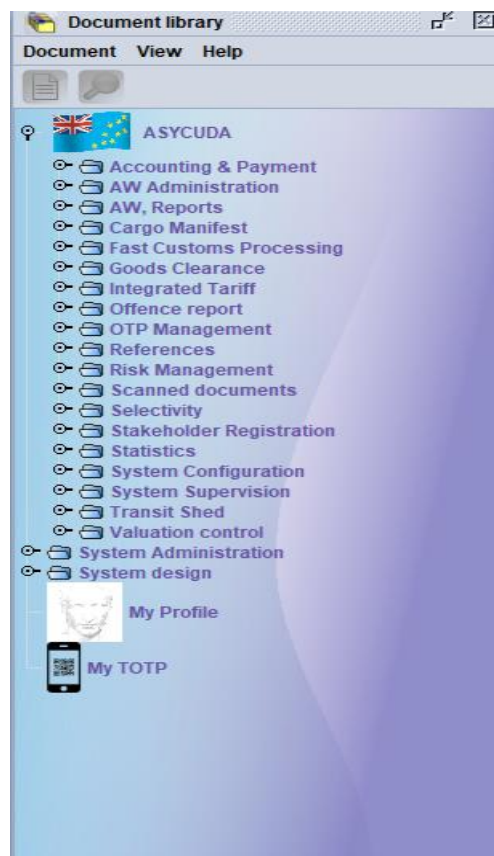 Document library
Document View Help
ASYCUDA
Accounting & Payment
AW Administration
AW, Reports
Cargo Manifest
Fast Customs Processing
Goods Clearance
Integrated Tariff
Offence report
OTP Management
References
Risk Management
Scanned documents
Selectivity
Stakeholder Registration
Statistics
System Configuration
System Supervision
Transit Shed
Valuation control
System Administration
System design
My Profile
My TOTP